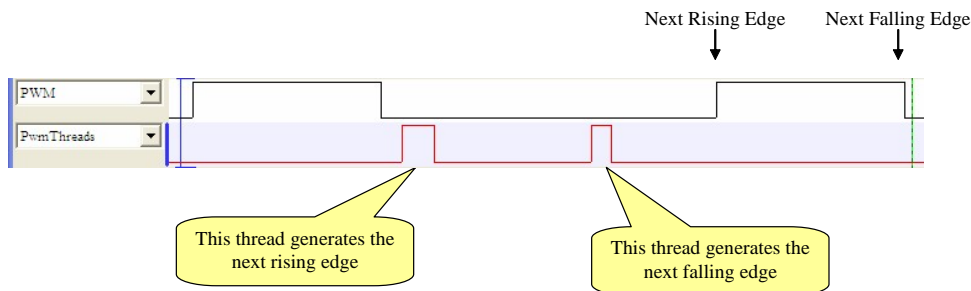 Next Rising Edge
Next Falling Edge
PWM
PwmThreads
This thread generates the
next rising edge
This thread generates the
next falling edge